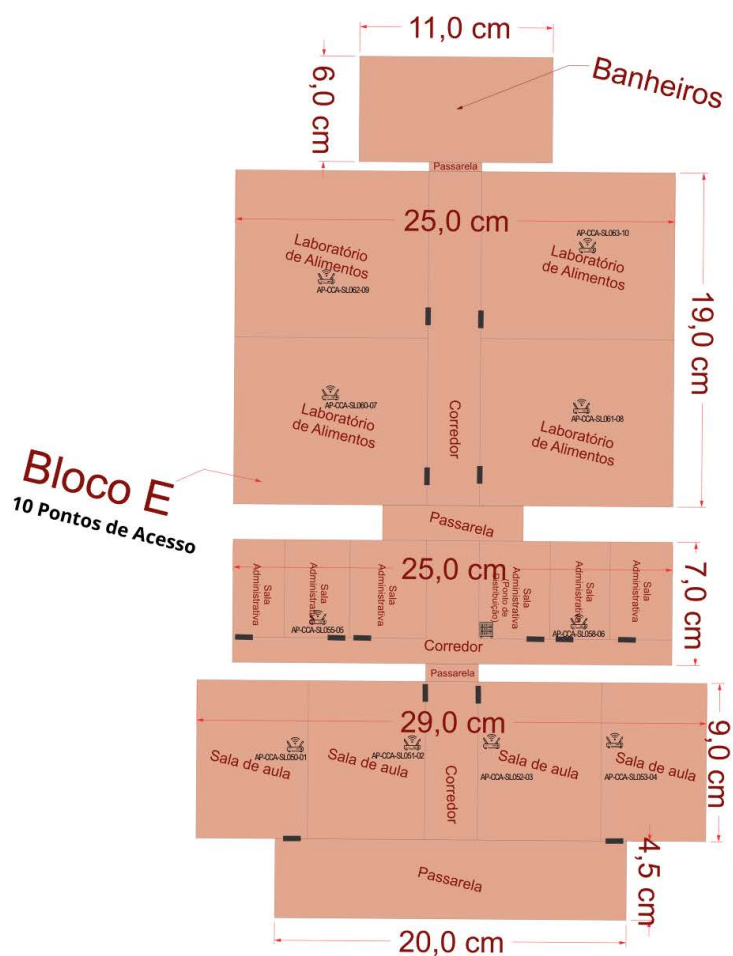 11,0 cm
6,0 cm
Banheiros
Passarela
25,0 cm
Laboratório
de Alimentos
AP-CCA-SL062-09
AP-CCA-SL063-10
Laboratório
de Alimentos
19,0 cm
AP-CCA-SL060-07
Laboratório
de Alimentos
Corredor
AP-CCA-SL061-08
Laboratório
de Alimentos
Bloco E
10 Pontos de Acesso
Passarela
25,0 cm
7,0 cm
Sala
Administrativa
Sala
Administrativa
AP-CCA-SL055-05
Sala
Administrativa
Sala
Administrativa
(Ponto de
Distribuição)
Sala
Administrativa
AP-CCA-SL058-06
Sala
Administrativa
Corredor
Passarela
29,0 cm
9,0 cm
AP-CCA-SL050-01
Sala de aula
AP-CCA-SL051-02
Sala de aula
Corredor
Sala de aula
AP-CCA-SL052-03
Sala de aula
AP-CCA-SL053-04
4,5 cm
Passarela
20,0 cm